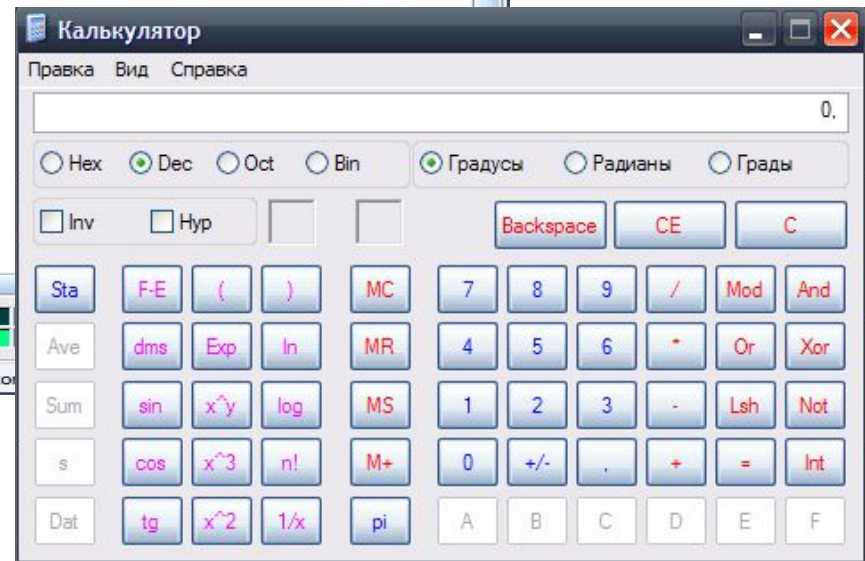 Калькулятор
Правка Вид Справка
0,
Hex Dec Oct Bin Градусы Радианы Грады
Inv Hyp Backspace CE C
Sta F-E ( ) MC 7 8 9 / Mod And
Ave dms Exp ln MR 4 5 6 * Or Xor
Sum sin x^y log MS 1 2 3 - Lsh Not
s cos x^3 n! M+ 0 +/- , + = Int
Dat tg x^2 1/x pi A B C D E F